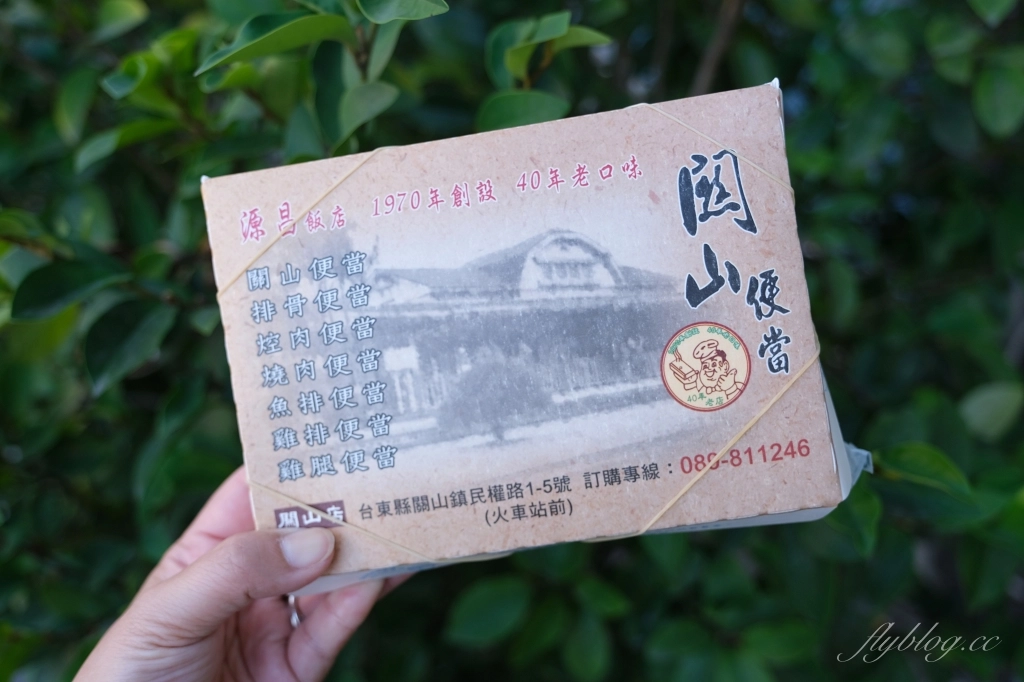 源昌飯店 1970年創設 40年老口味
關山便當
關山便當
排骨便當
焢肉便當
燒肉便當
魚排便當
雞排便當
雞腿便當
40年老店
關山店 台東縣關山鎮民權路1-5號 訂購專線：089-811246
(火車站前)
flyblog.cc